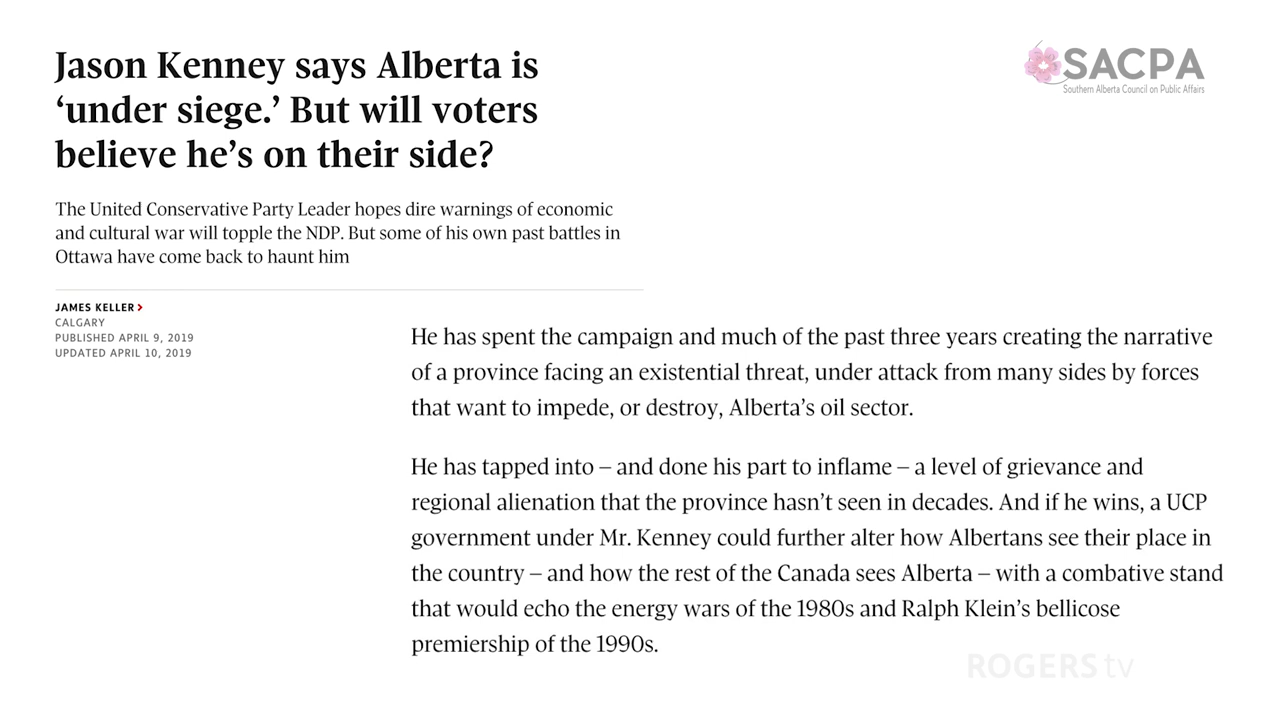 Jason Kenney says Alberta is
‘under siege.’ But will voters
believe he’s on their side?
SACPA
Southern Alberta Council on Public Affairs
The United Conservative Party Leader hopes dire warnings of economic
and cultural war will topple the NDP. But some of his own past battles in
Ottawa have come back to haunt him
JAMES KELLER >
CALGARY
PUBLISHED APRIL 9, 2019
UPDATED APRIL 10, 2019
He has spent the campaign and much of the past three years creating the narrative
of a province facing an existential threat, under attack from many sides by forces
that want to impede, or destroy, Alberta’s oil sector.
He has tapped into – and done his part to inflame – a level of grievance and
regional alienation that the province hasn’t seen in decades. And if he wins, a UCP
government under Mr. Kenney could further alter how Albertans see their place in
the country – and how the rest of the Canada sees Alberta – with a combative stand
that would echo the energy wars of the 1980s and Ralph Klein’s bellicose
premiership of the 1990s.
ROGERS tv